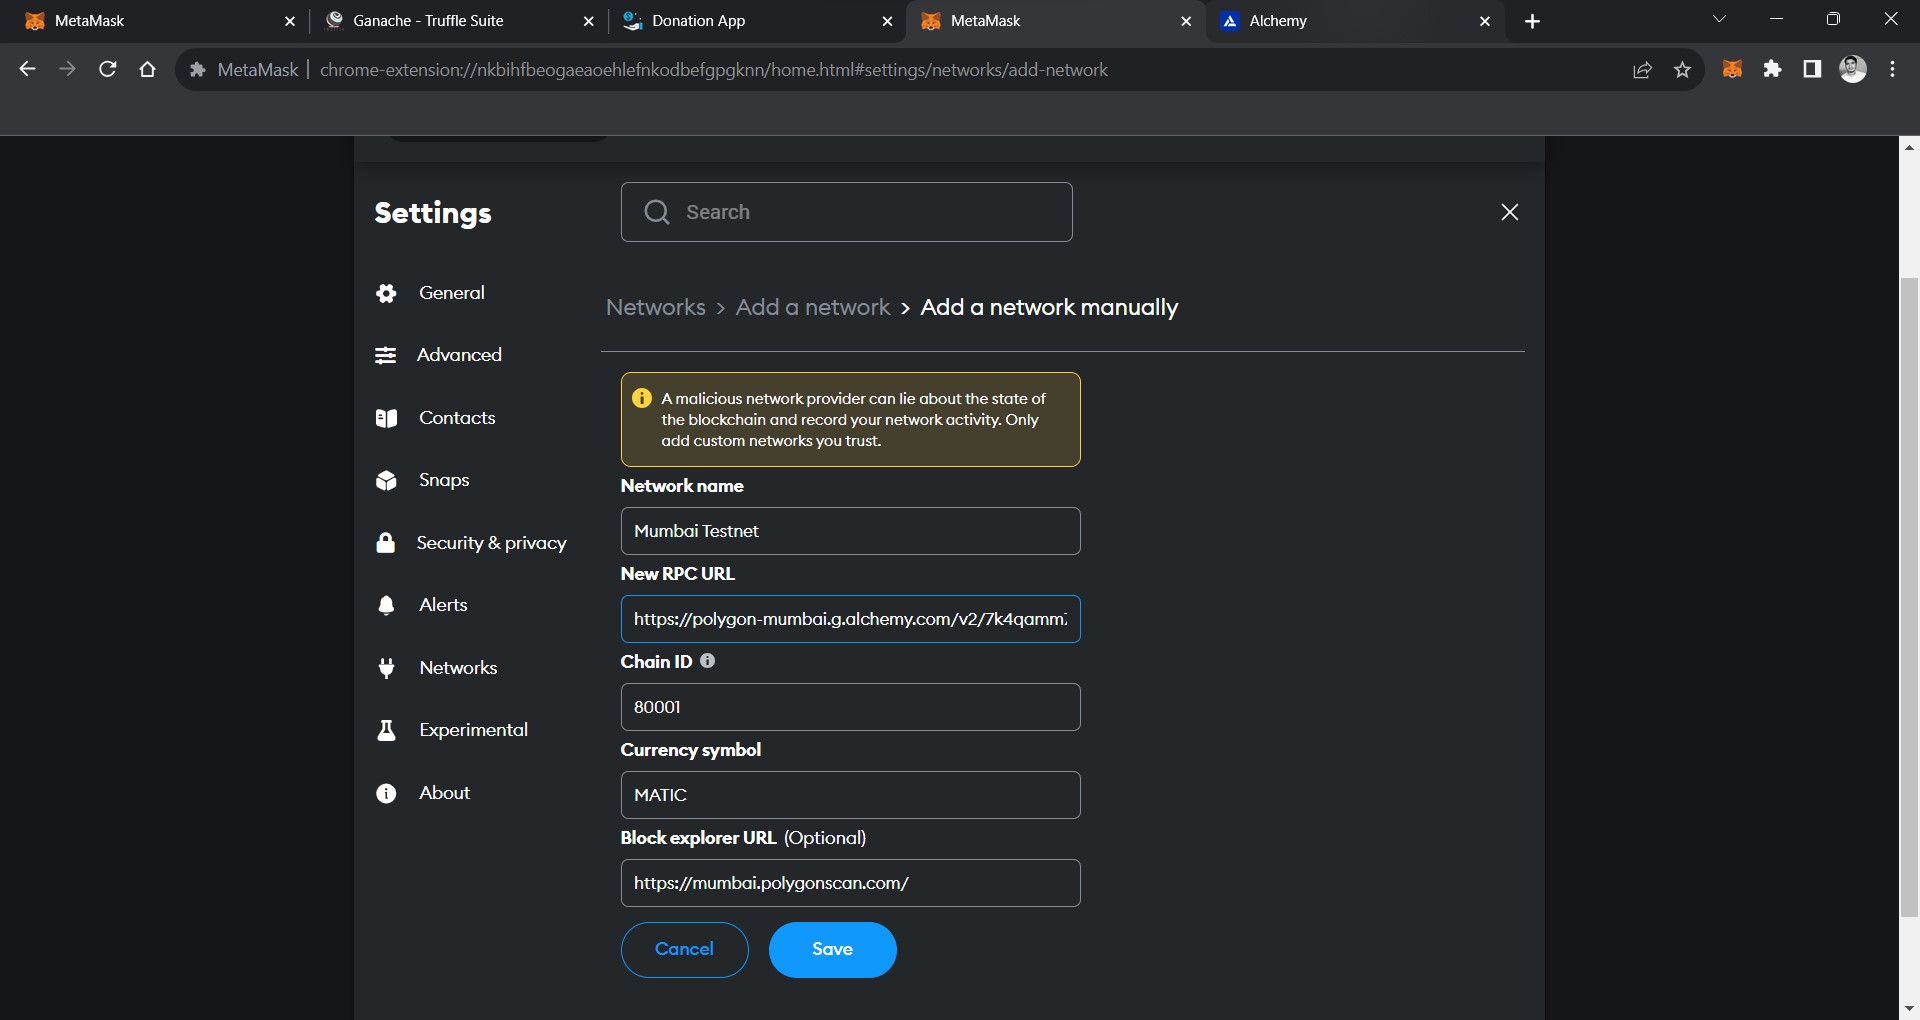 MetaMask
Ganache - Truffle Suite
Donation App
MetaMask
Alchemy
MetaMask
chrome-extension://nkbihfbeogaeaoehlefnkodbefgpgknn/home.html#settings/networks/add-network
Settings
Search
General
Advanced
Contacts
Snaps
Security & privacy
Alerts
Networks
Experimental
About
Networks > Add a network > Add a network manually
A malicious network provider can lie about the state of
the blockchain and record your network activity. Only
add custom networks you trust.
Network name
Mumbai Testnet
New RPC URL
https://polygon-mumbai.g.alchemy.com/v2/7k4qamm
Chain ID
80001
Currency symbol
MATIC
Block explorer URL (Optional)
https://mumbai.polygonscan.com/
Cancel
Save